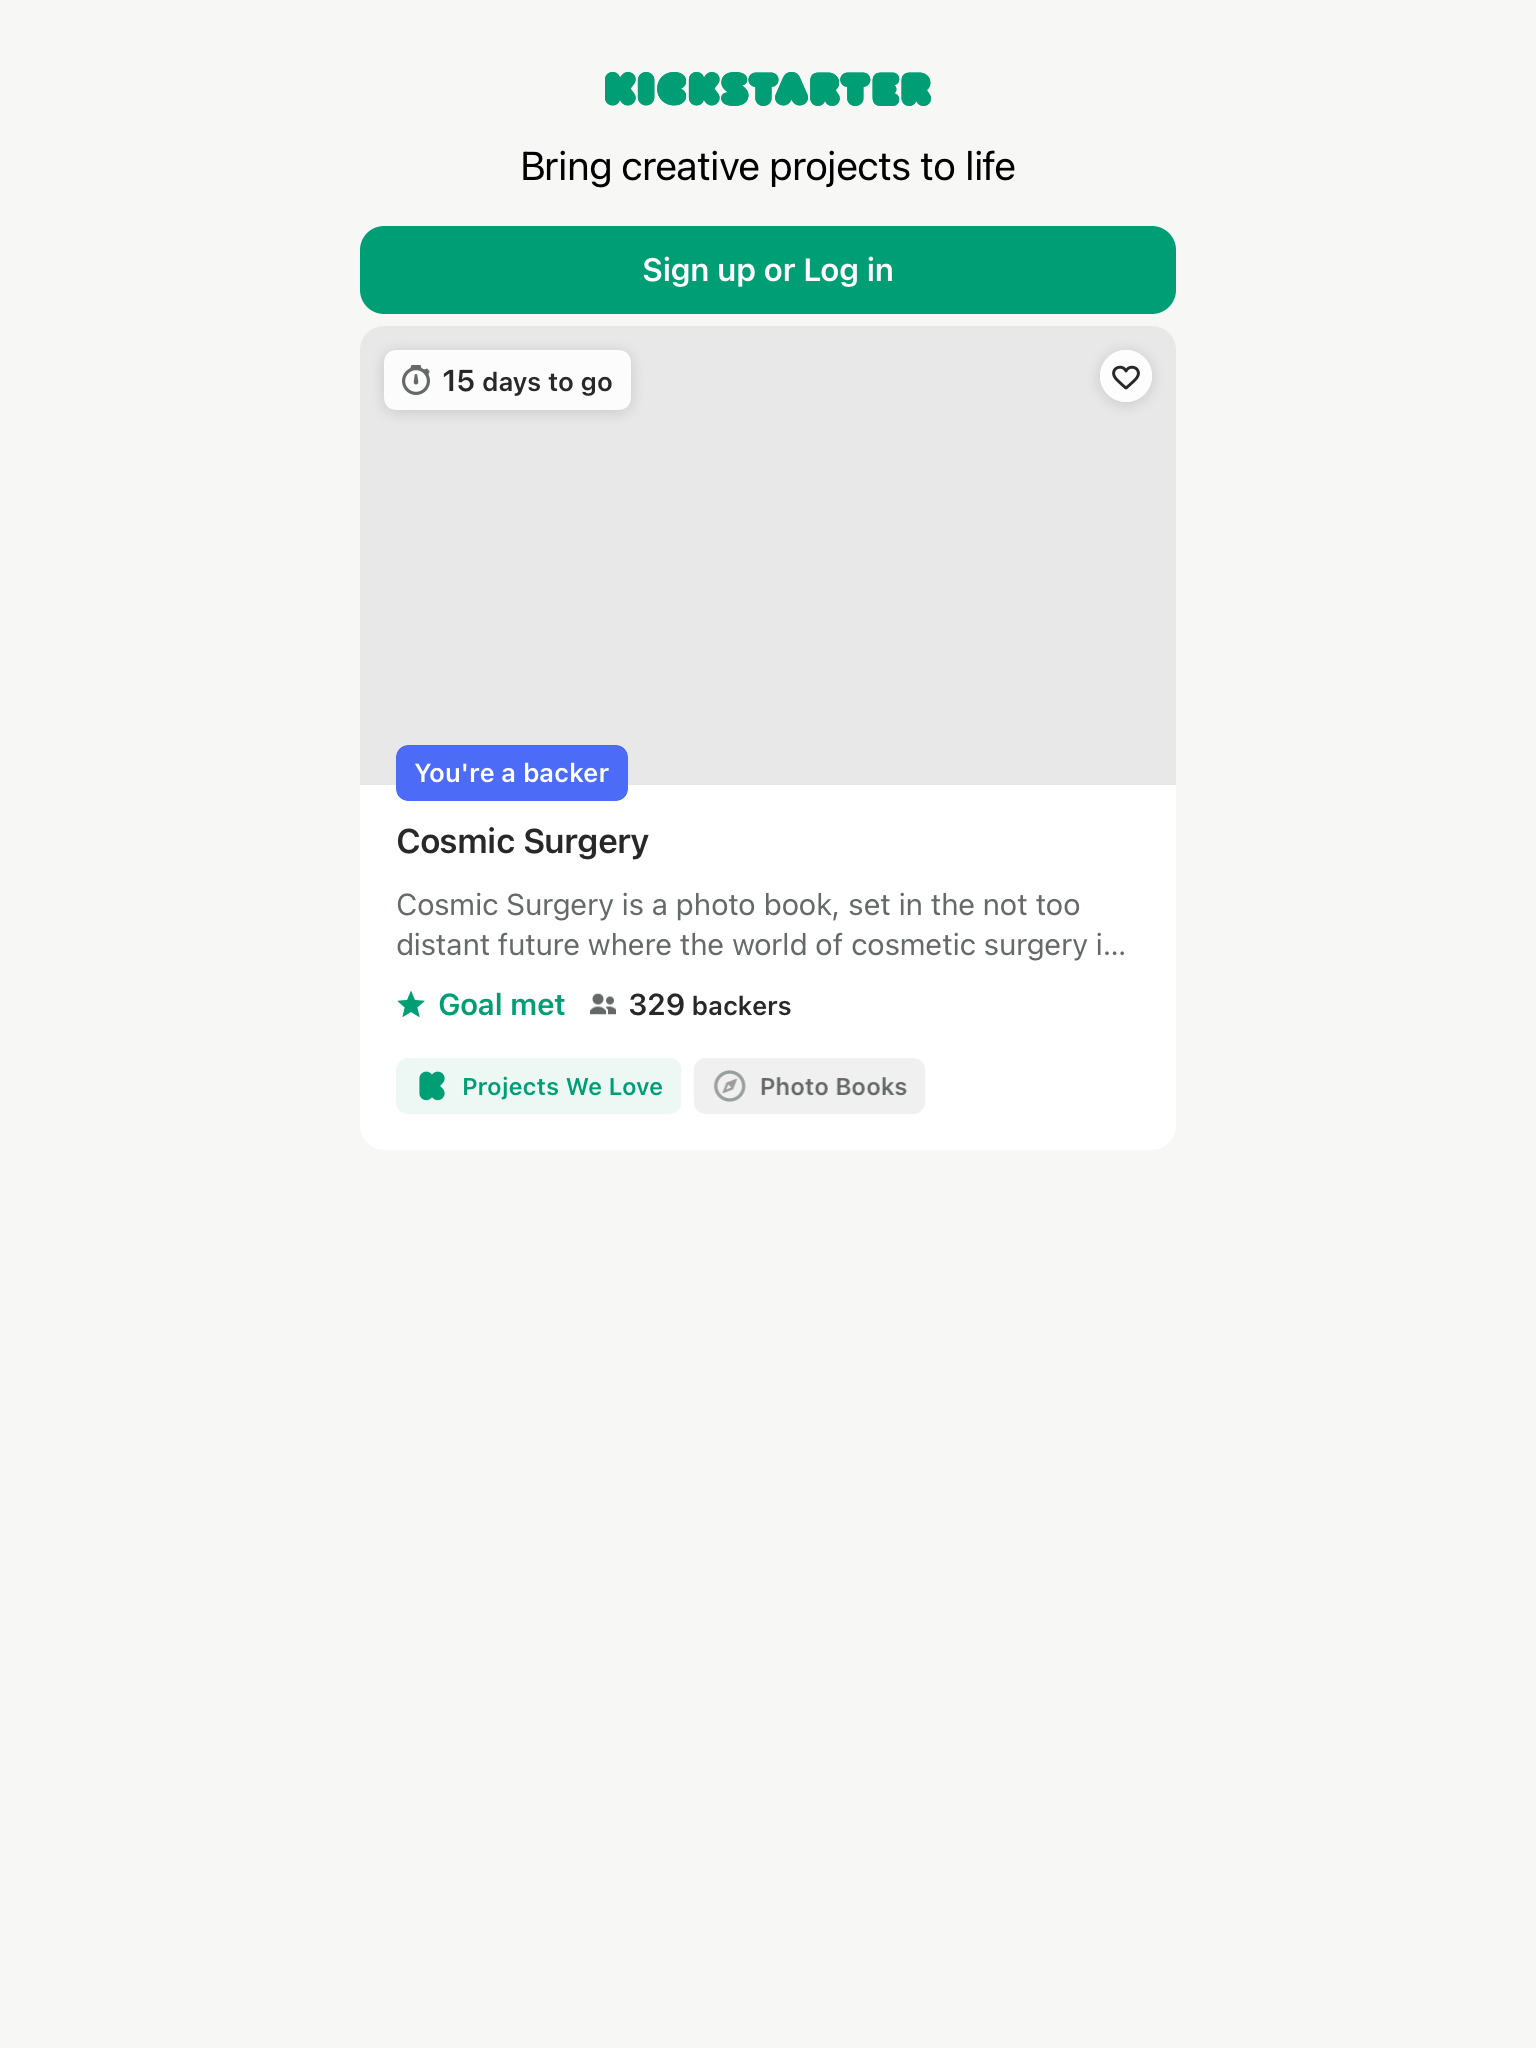 KICKSTARTER
Bring creative projects to life
Sign up or Log in
15 days to go
You're a backer
Cosmic Surgery
Cosmic Surgery is a photo book, set in the not too
distant future where the world of cosmetic surgery i...
Goal met 329 backers
Projects We Love Photo Books